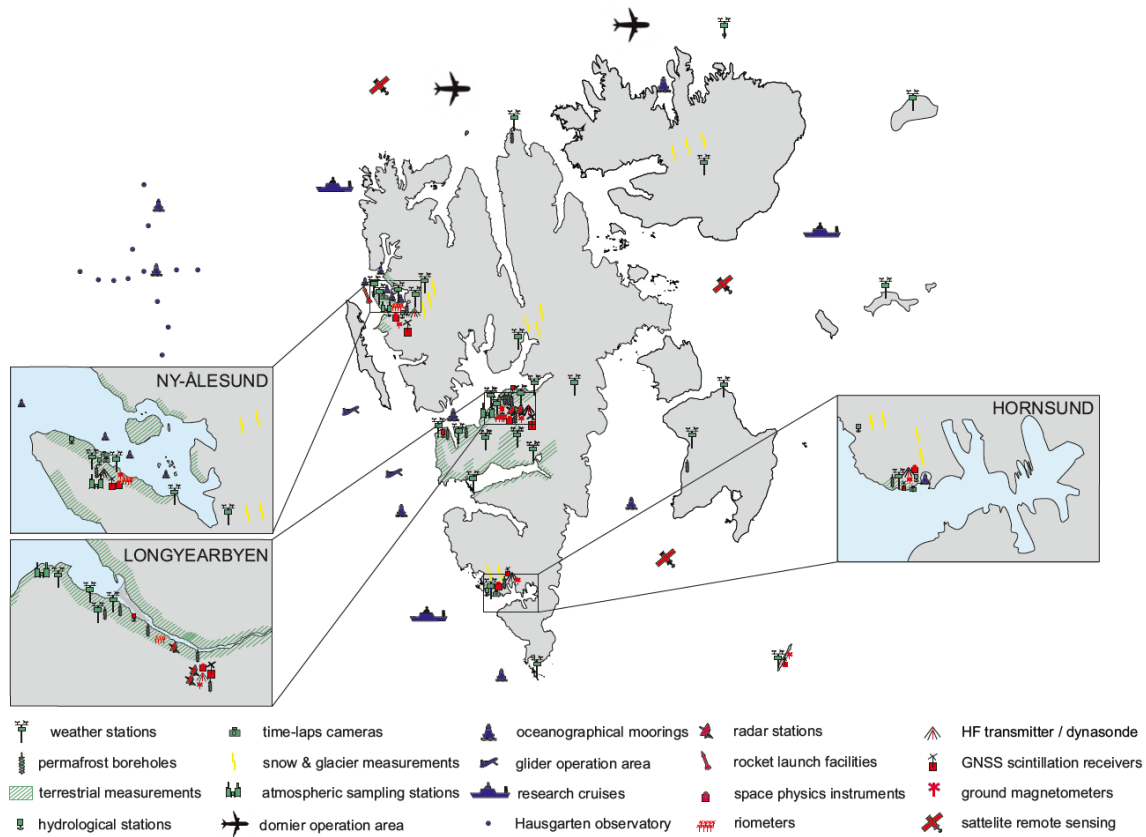 NY-ÅLESUND
HORNSUND
LONGYEARBYEN
weather stations
time-laps cameras
oceanographical moorings
radar stations
HF transmitter / dynasonde
permafrost boreholes
snow & glacier measurements
glider operation area
rocket launch facilities
GNSS scintillation receivers
terrestrial measurements
atmospheric sampling stations
research cruises
space physics instruments
ground magnetometers
hydrological stations
dornier operation area
Hausgarten observatory
riometers
sattelite remote sensing